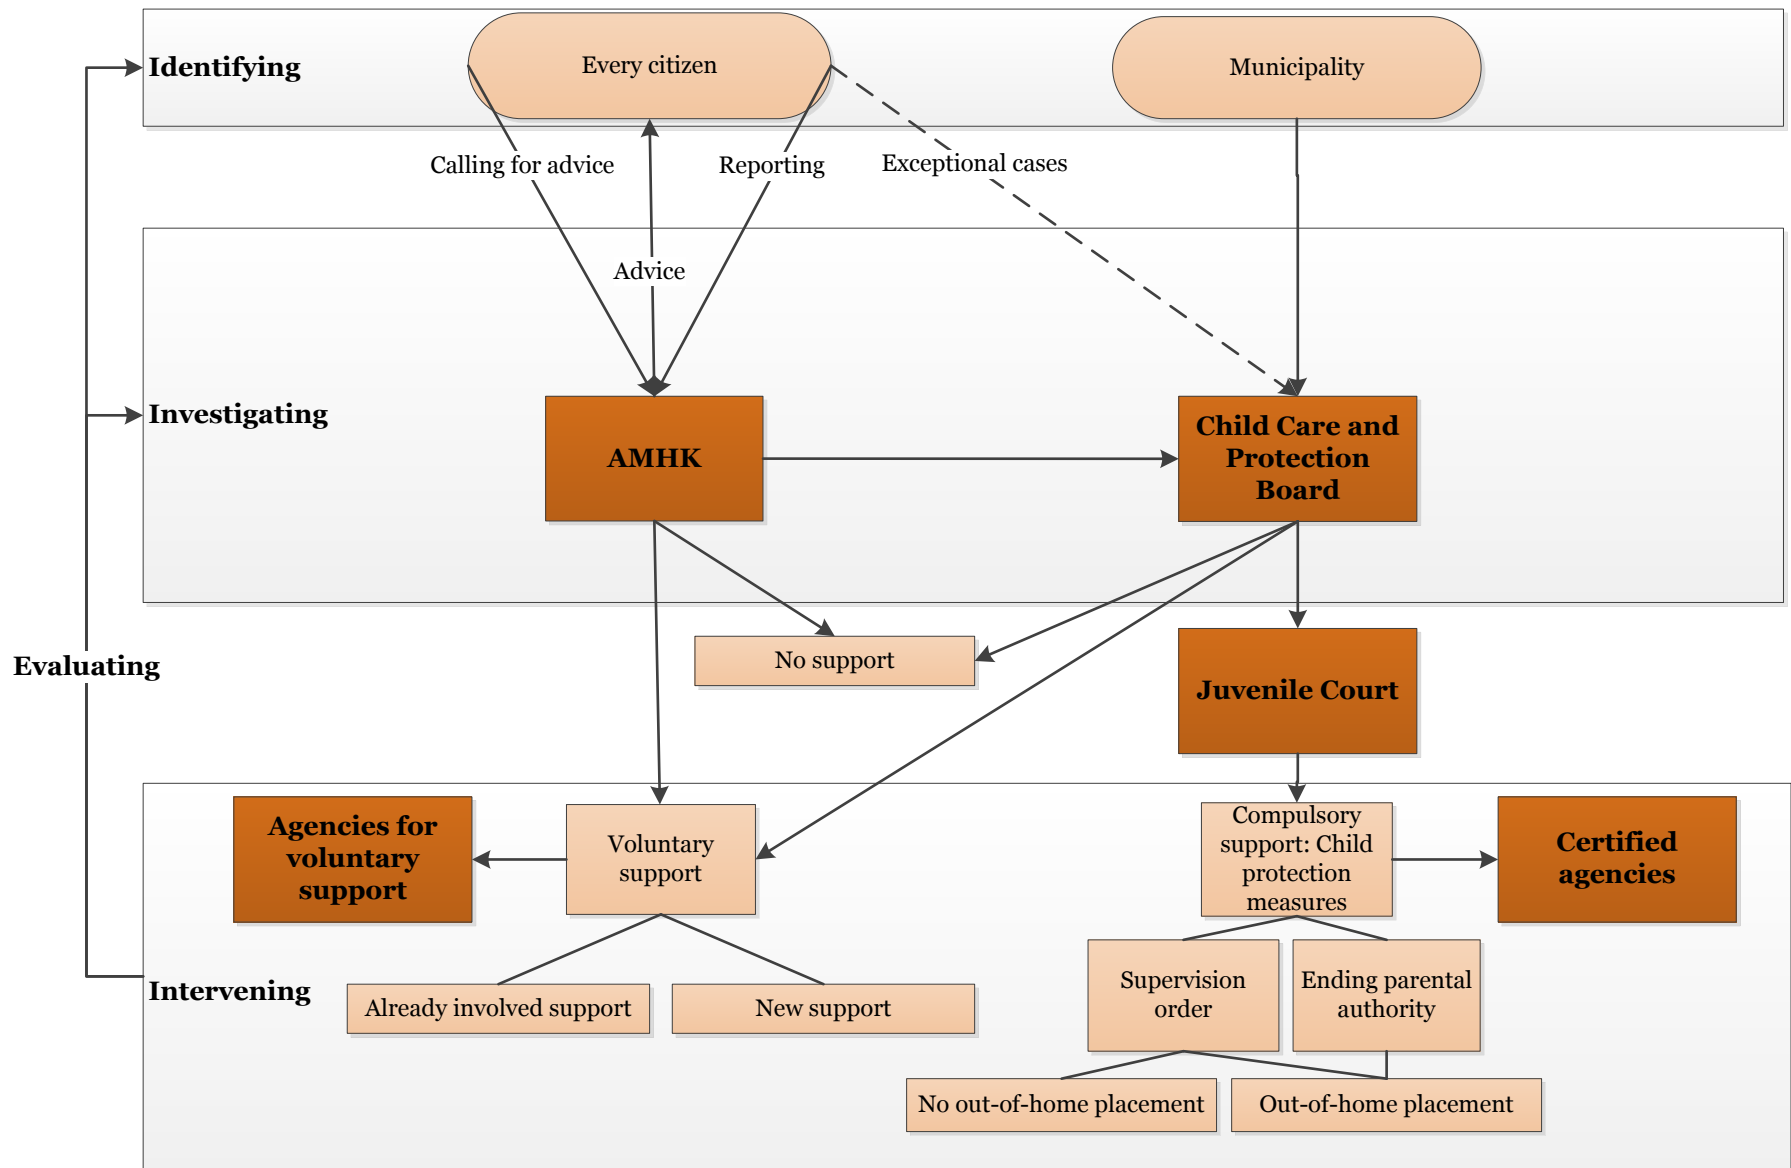 Identifying
Every citizen
Municipality
Calling for advice
Reporting
Exceptional cases
Advice
Investigating
AMHK
Child Care and
Protection
Board
No support
Evaluating
Juvenile Court
Agencies for
voluntary
support
Voluntary
support
Compulsory
support: Child
protection
measures
Certified
agencies
Intervening
Already involved support
New support
Supervision
order
Ending parental
authority
No out-of-home placement
Out-of-home placement